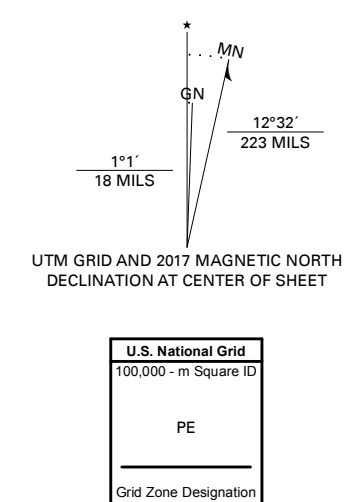 ★
MN
GN
12°32´
223 MILS
1°1´
18 MILS
UTM GRID AND 2017 MAGNETIC NORTH
DECLINATION AT CENTER OF SHEET
U.S. National Grid
100,000 - m Square ID
PE
Grid Zone Designation